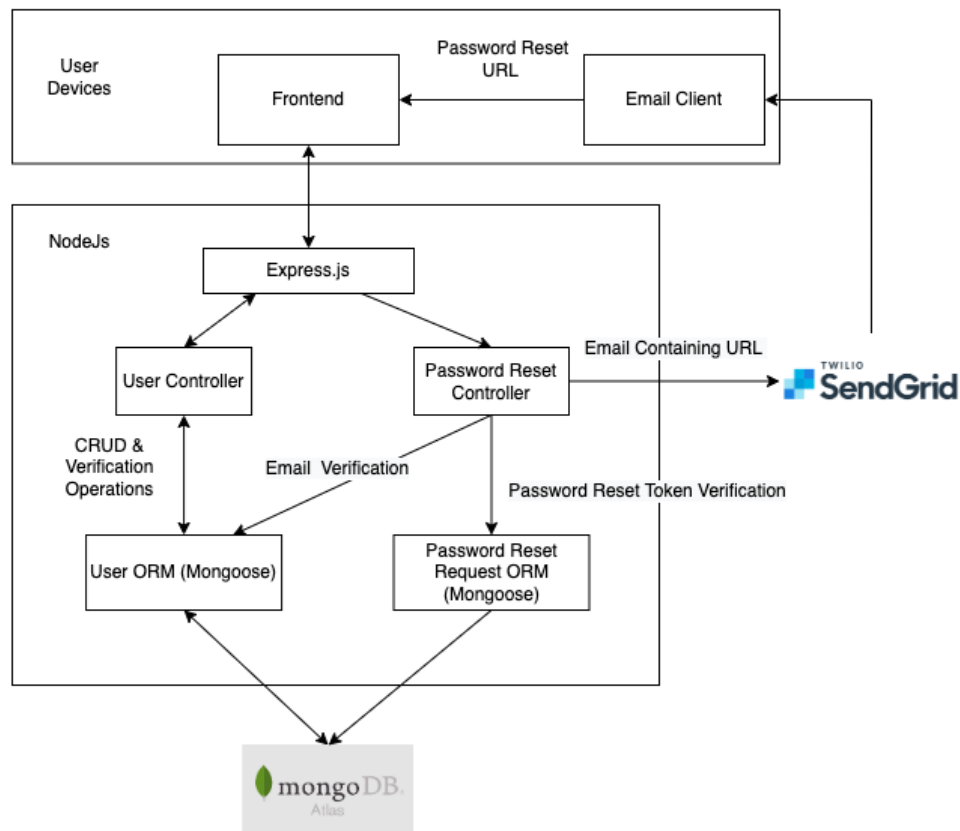 User
Devices
Frontend
Password Reset
URL
Email Client
NodeJs
Express.js
User Controller
Password Reset
Controller
Email Containing URL
TWILIO
SendGrid
CRUD &
Verification
Operations
Email Verification
Password Reset Token Verification
User ORM (Mongoose)
Password Reset
Request ORM
(Mongoose)
mongoDB.
Atlas